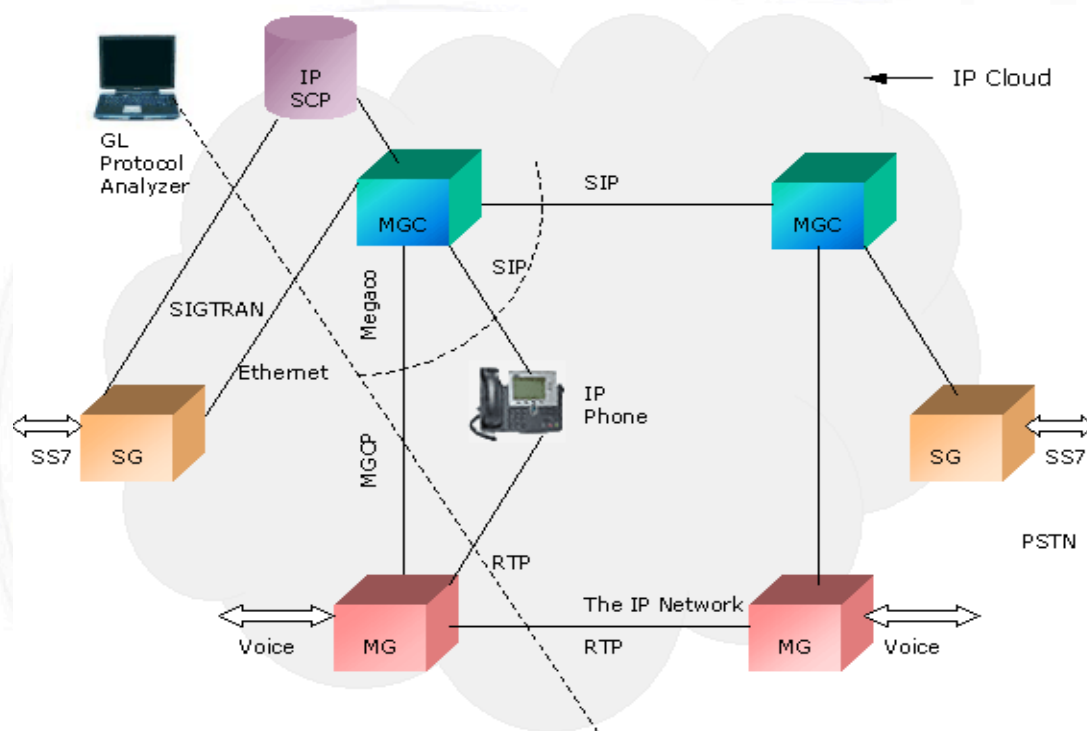 IP
SCP
IP Cloud
GL
Protocol
Analyzer
MGC
SIP
MGC
SIP
Megaco
SIGTRAN
Ethernet
IP
Phone
SS7
SG
MGCP
SG
SS7
PSTN
RTP
The IP Network
Voice
MG
RTP
MG
Voice